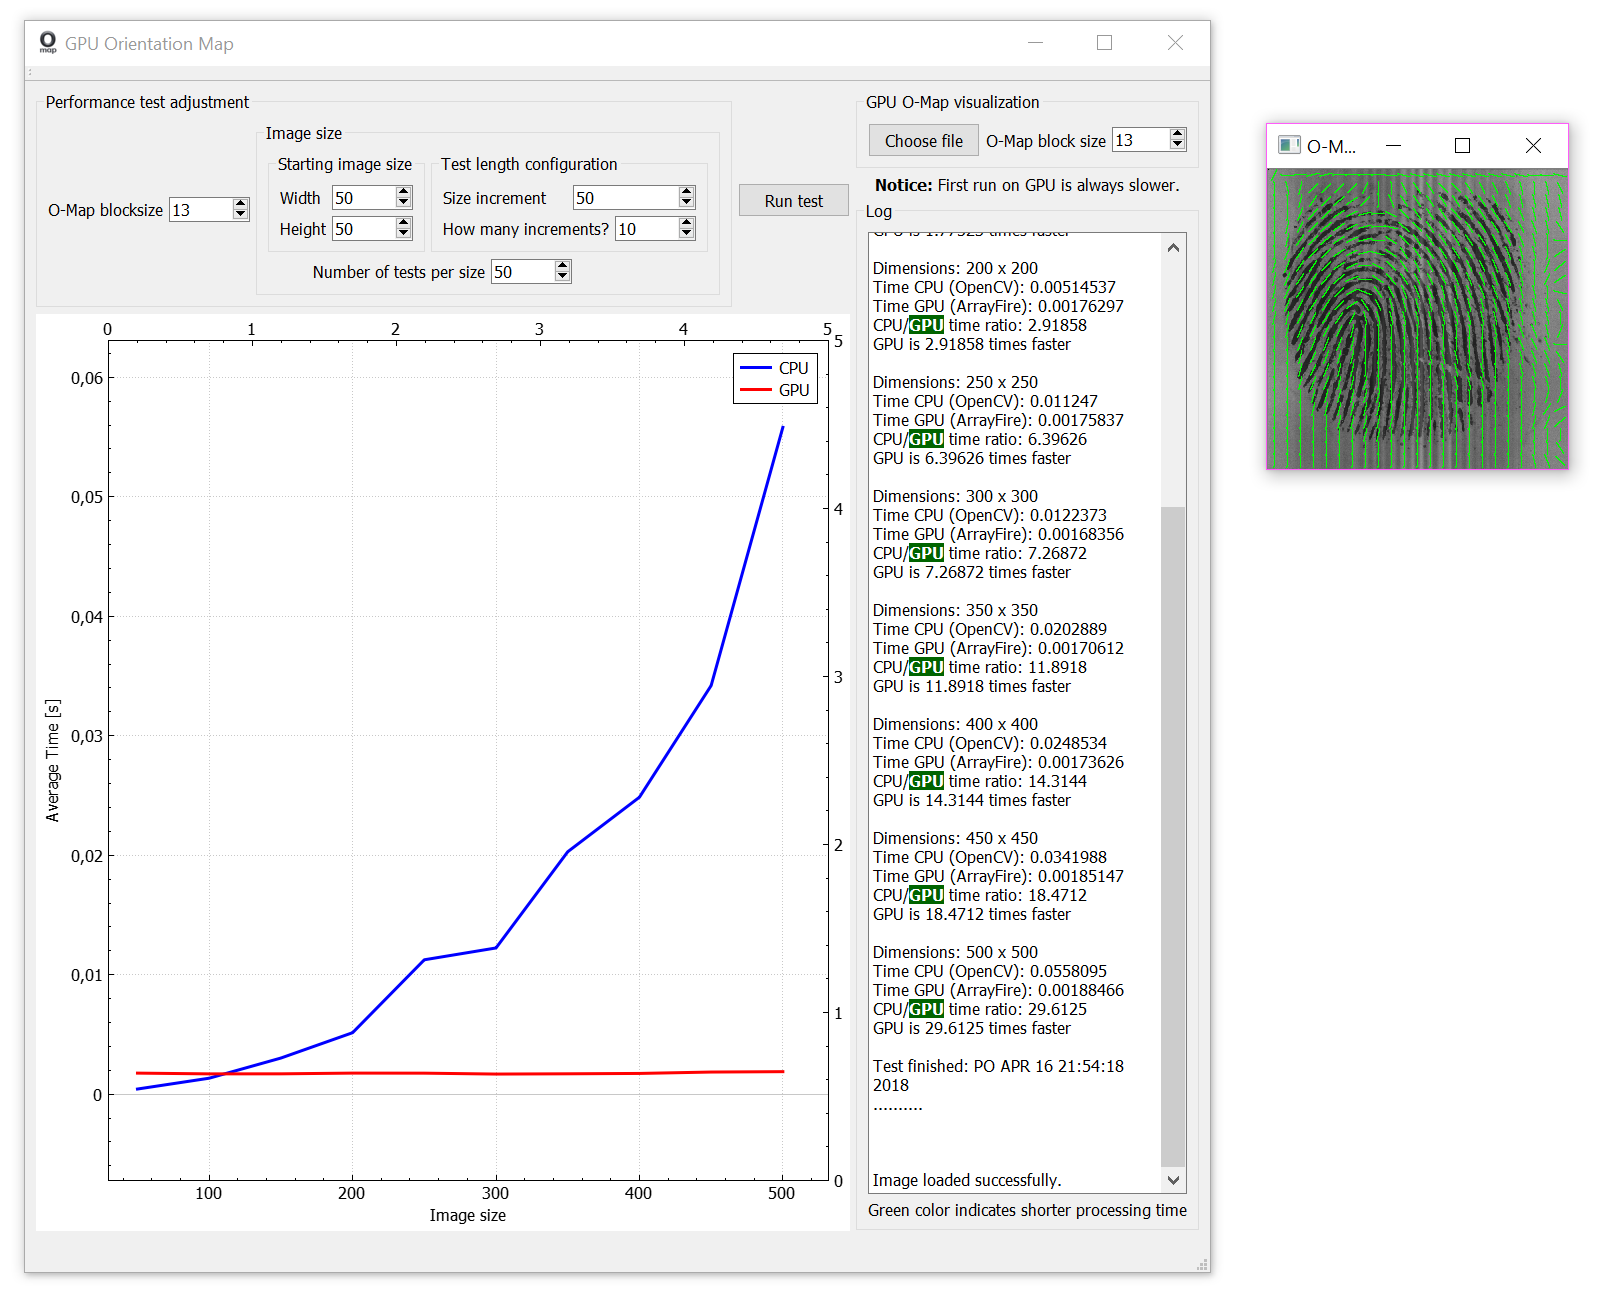 O
map
GPU Orientation Map
Performance test adjustment
O-Map blocksize 13
Image size
Starting image size
Width 50
Height 50
Test length configuration
Size increment 50
How many increments? 10
Number of tests per size 50
Run test
GPU O-Map visualization
Choose file
O-Map block size 13
Notice: First run on GPU is always slower.
Log
GPU is 1.77525 times faster
Dimensions: 200 x 200
Time CPU (OpenCV): 0.00514537
Time GPU (ArrayFire): 0.00176297
CPU/GPU time ratio: 2.91858
GPU is 2.91858 times faster
Dimensions: 250 x 250
Time CPU (OpenCV): 0.011247
Time GPU (ArrayFire): 0.00175837
CPU/GPU time ratio: 6.39626
GPU is 6.39626 times faster
Dimensions: 300 x 300
Time CPU (OpenCV): 0.0122373
Time GPU (ArrayFire): 0.00168356
CPU/GPU time ratio: 7.26872
GPU is 7.26872 times faster
Dimensions: 350 x 350
Time CPU (OpenCV): 0.0202889
Time GPU (ArrayFire): 0.00170612
CPU/GPU time ratio: 11.8918
GPU is 11.8918 times faster
Dimensions: 400 x 400
Time CPU (OpenCV): 0.0248534
Time GPU (ArrayFire): 0.00173626
CPU/GPU time ratio: 14.3144
GPU is 14.3144 times faster
Dimensions: 450 x 450
Time CPU (OpenCV): 0.0341988
Time GPU (ArrayFire): 0.00185147
CPU/GPU time ratio: 18.4712
GPU is 18.4712 times faster
Dimensions: 500 x 500
Time CPU (OpenCV): 0.0558095
Time GPU (ArrayFire): 0.00188466
CPU/GPU time ratio: 29.6125
GPU is 29.6125 times faster
Test finished: PO APR 16 21:54:18
2018
..........
Image loaded successfully.
Green color indicates shorter processing time
0 1 2 3 4 5
CPU
GPU
0,06
0,05
0,04
0,03
0,02
0,01
0
Average Time [s]
5
4
3
2
1
0
100 200 300 400 500
Image size
O-M...